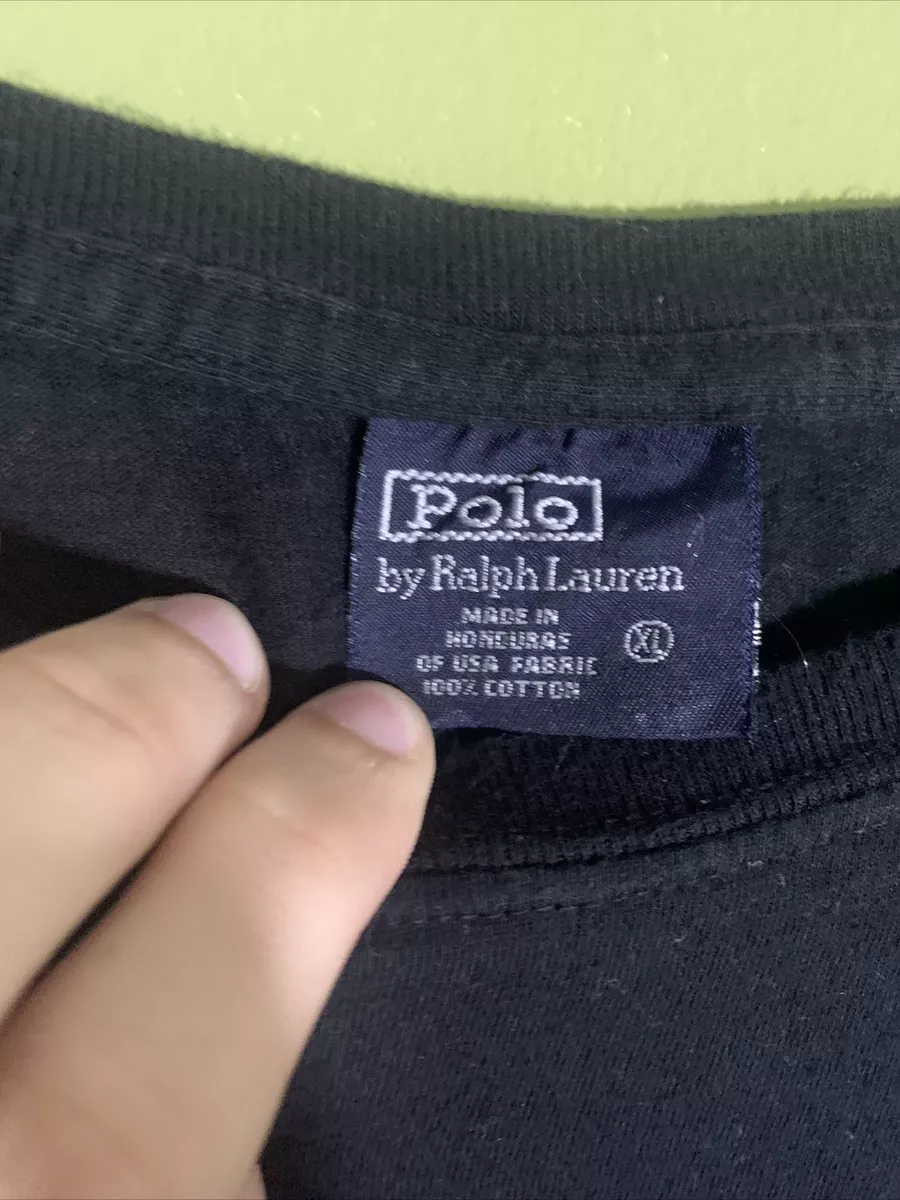 Polo
by Ralph Lauren
MADE IN
HONDURAS
OF USA FABRIC
100% COTTON
XL